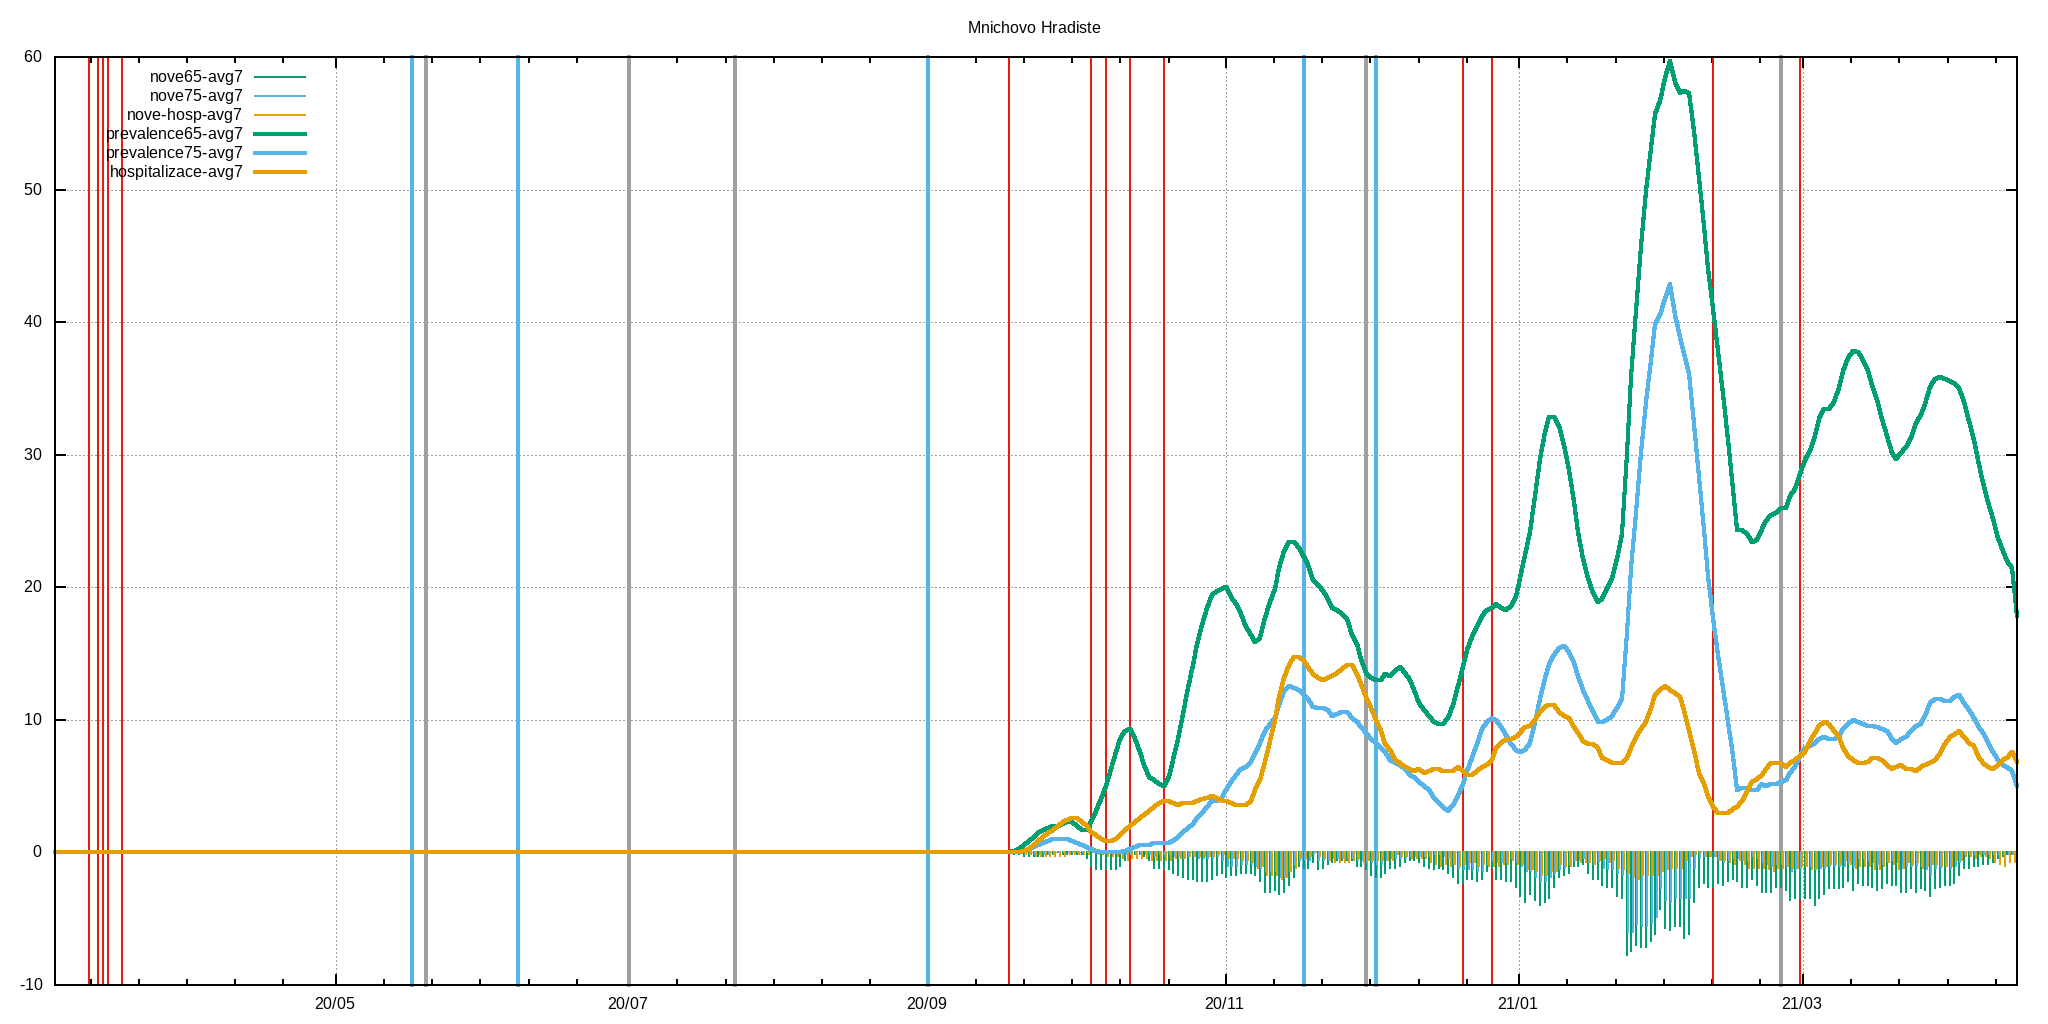 Mnichovo Hradiste
60
50
40
30
20
10
0
-10
nove65-avg7
nove75-avg7
nove-hosp-avg7
prevalence65-avg7
prevalence75-avg7
hospitalizace-avg7
20/05
20/07
20/09
20/11
21/01
21/03